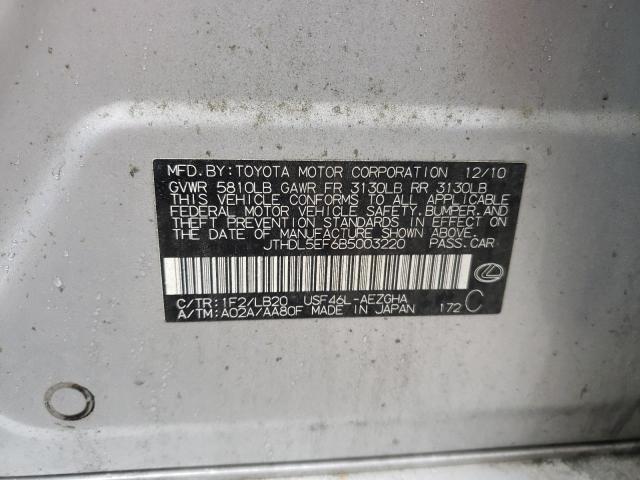 MFD. BY: TOYOTA MOTOR CORPORATION 12/10
GVWR 5810LB GAWR FR 3130LB RR 3130LB
THIS VEHICLE CONFORMS TO ALL APPLICABLE
FEDERAL MOTOR VEHICLE SAFETY, BUMPER, AND
THEFT PREVENTION STANDARDS IN EFFECT ON
THE DATE OF MANUFACTURE SHOWN ABOVE.
JTHDL5EF6B5003220 PASS. CAR
C/TR: 1F2/LB20 USF46L-AEZGHA
A/TM: A02A/AA80F MADE IN JAPAN 172 C